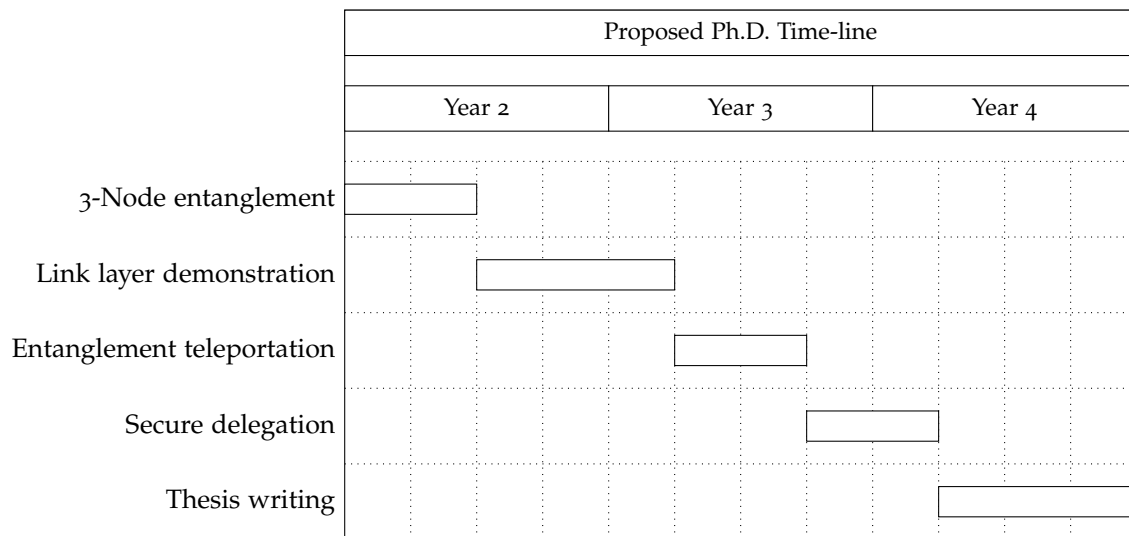 Proposed Ph.D. Time-line
Year 2 Year 3 Year 4
3-Node entanglement
Link layer demonstration
Entanglement teleportation
Secure delegation
Thesis writing